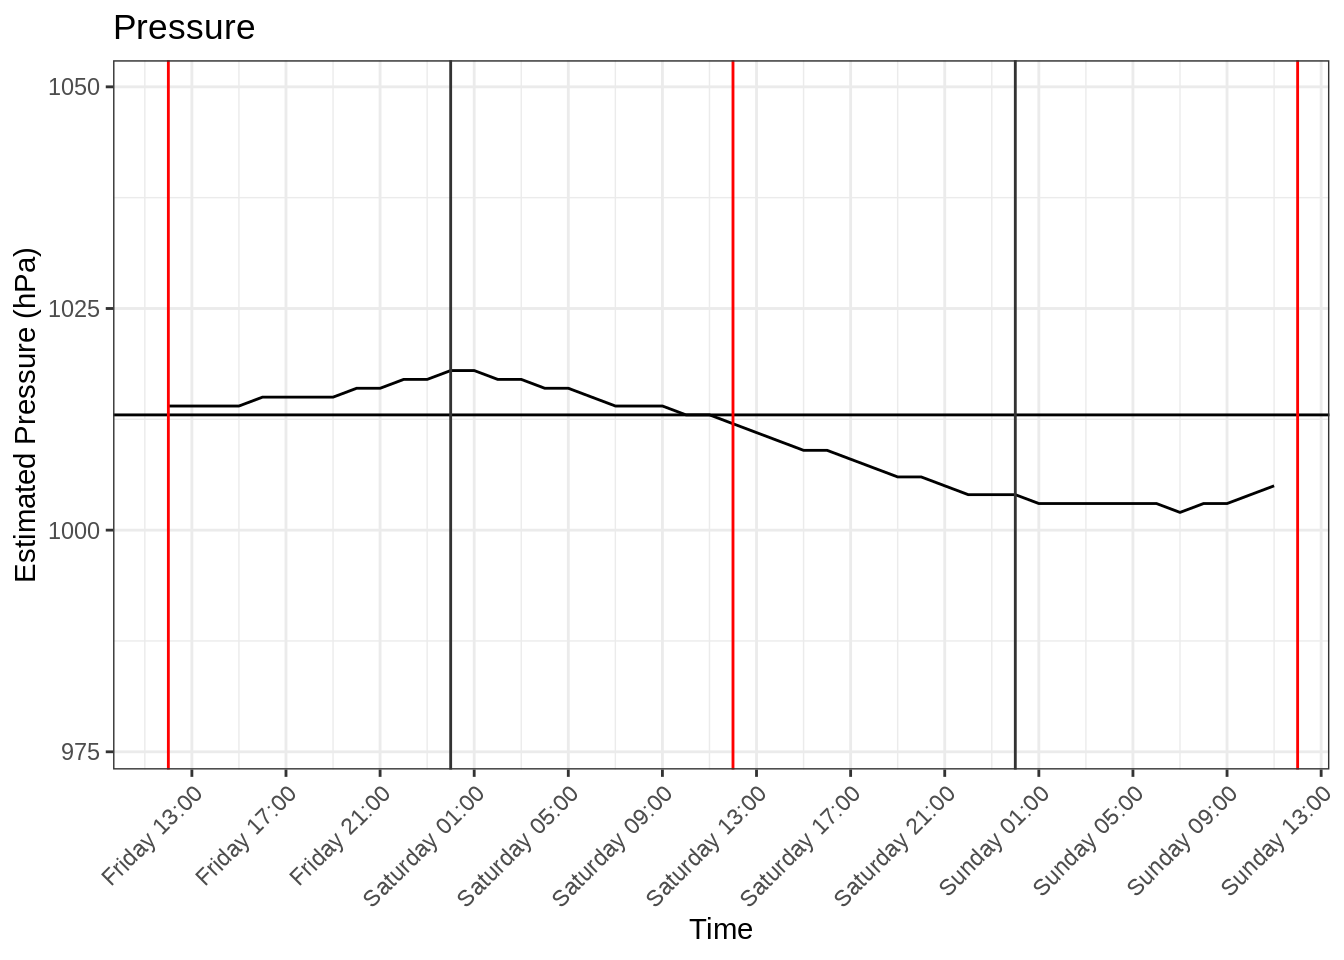 Pressure
Estimated Pressure (hPa)
1050
1025
1000
975
Friday 13:00
Friday 17:00
Friday 21:00
Saturday 01:00
Saturday 05:00
Saturday 09:00
Saturday 13:00
Saturday 17:00
Saturday 21:00
Sunday 01:00
Sunday 05:00
Sunday 09:00
Sunday 13:00
Time